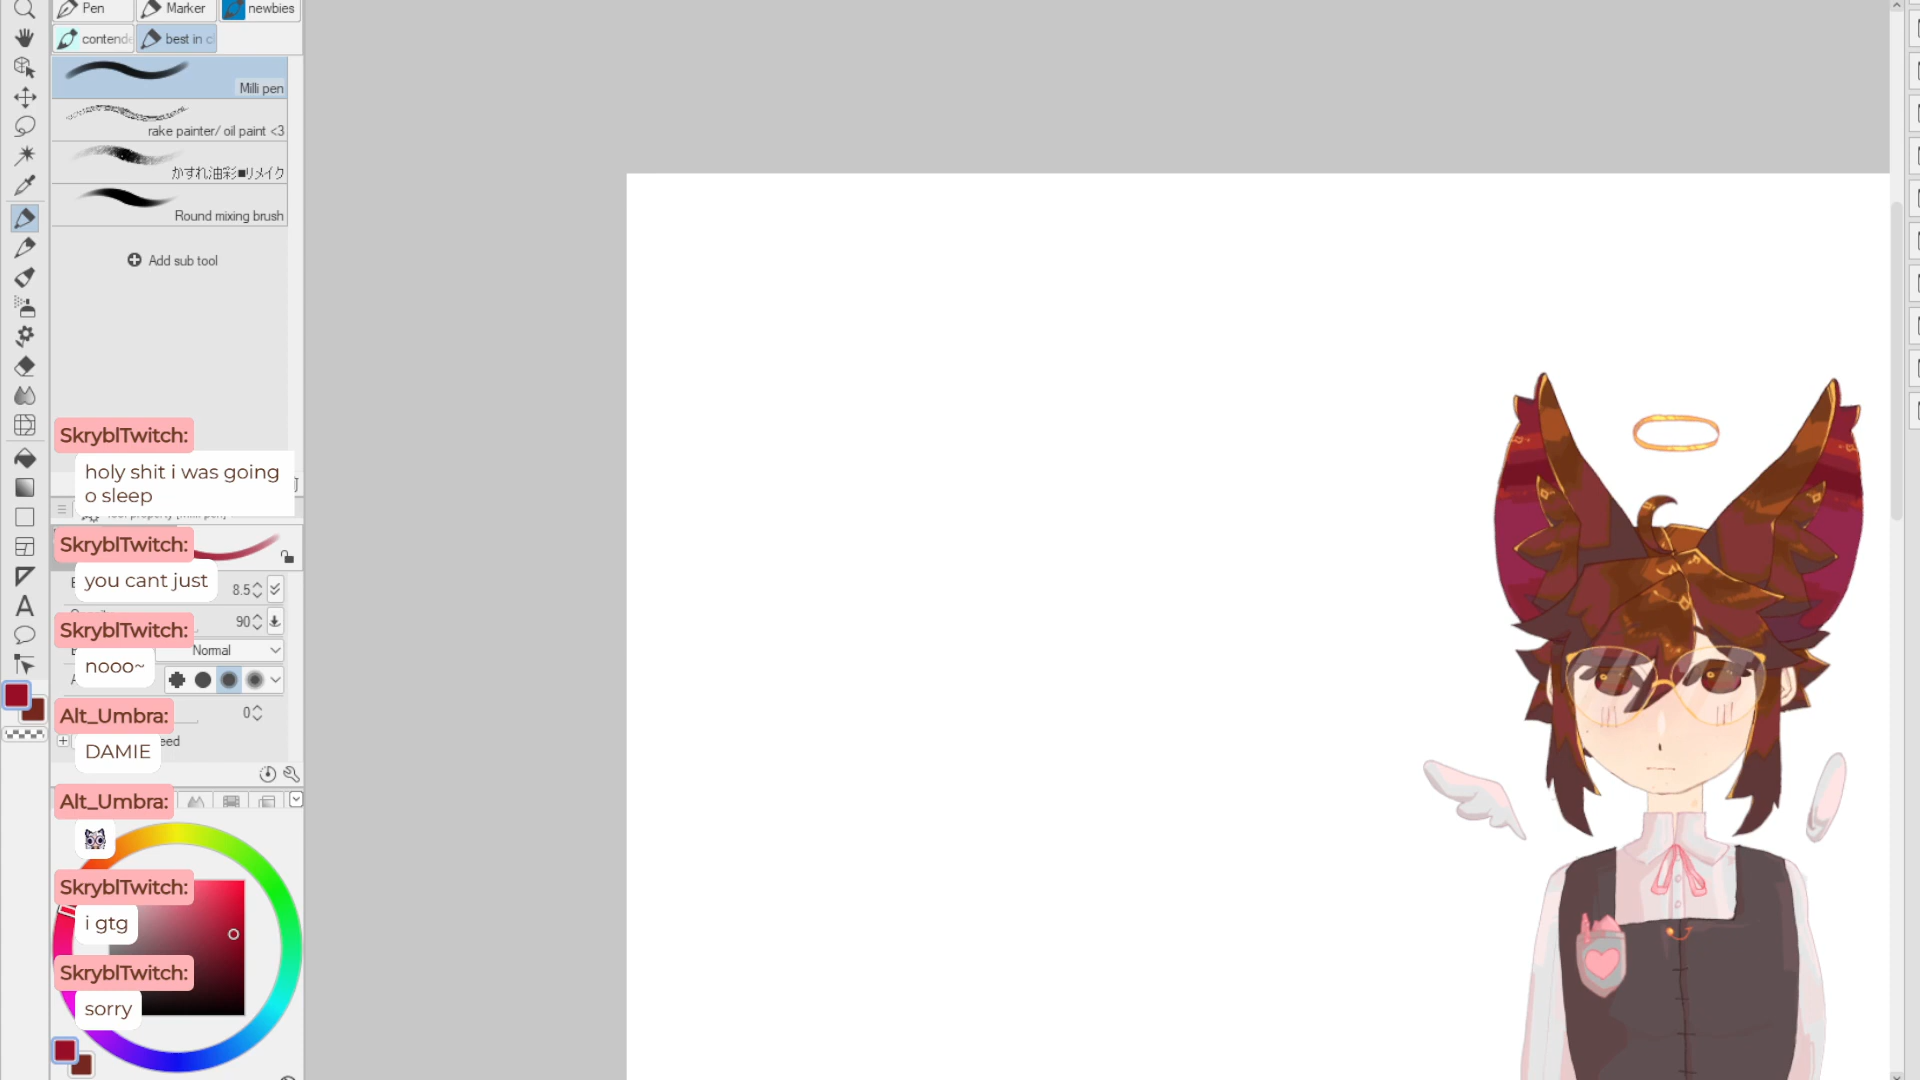 Pen
Marker
newbies
contende
best in c
Milli pen
rake painter/ oil paint <3
かすれ油彩■リメイク
Round mixing brush
Add sub tool
SkryblTwitch:
holy shit i was going
o sleep
SkryblTwitch:
you cant just
8.5
90
SkryblTwitch:
Normal
nooo~
Alt_Umbra:
0
DAMIE
eed
Alt_Umbra:
SkryblTwitch:
i gtg
SkryblTwitch:
sorry